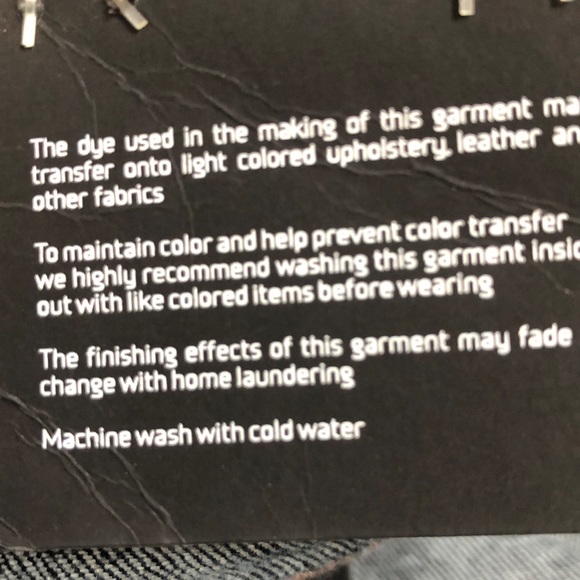 The dye used in the making of this garment ma
transfer onto light colored upholstery, leather an
other fabrics
To maintain color and help prevent color transfer
we highly recommend washing this garment insid
out with like colored items before wearing
The finishing effects of this garment may fade
change with home laundering
Machine wash with cold water